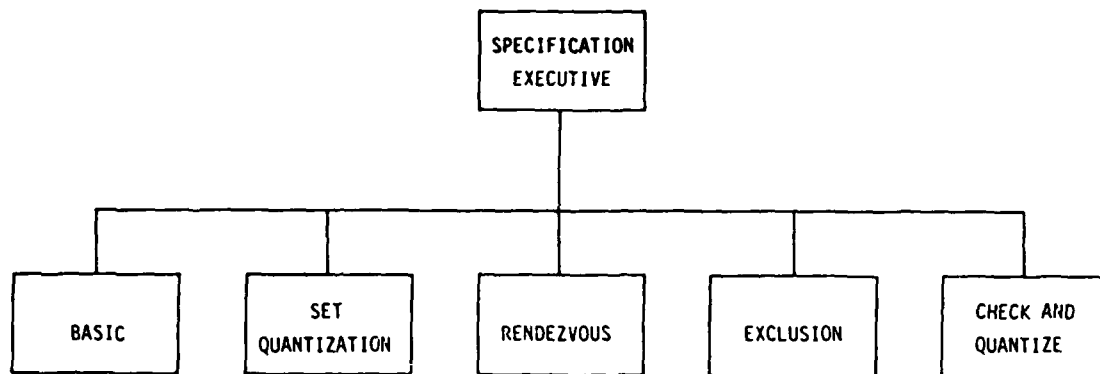 SPECIFICATION
EXECUTIVE
BASIC
SET
QUANTIZATION
RENDEZVOUS
EXCLUSION
CHECK AND
QUANTIZE